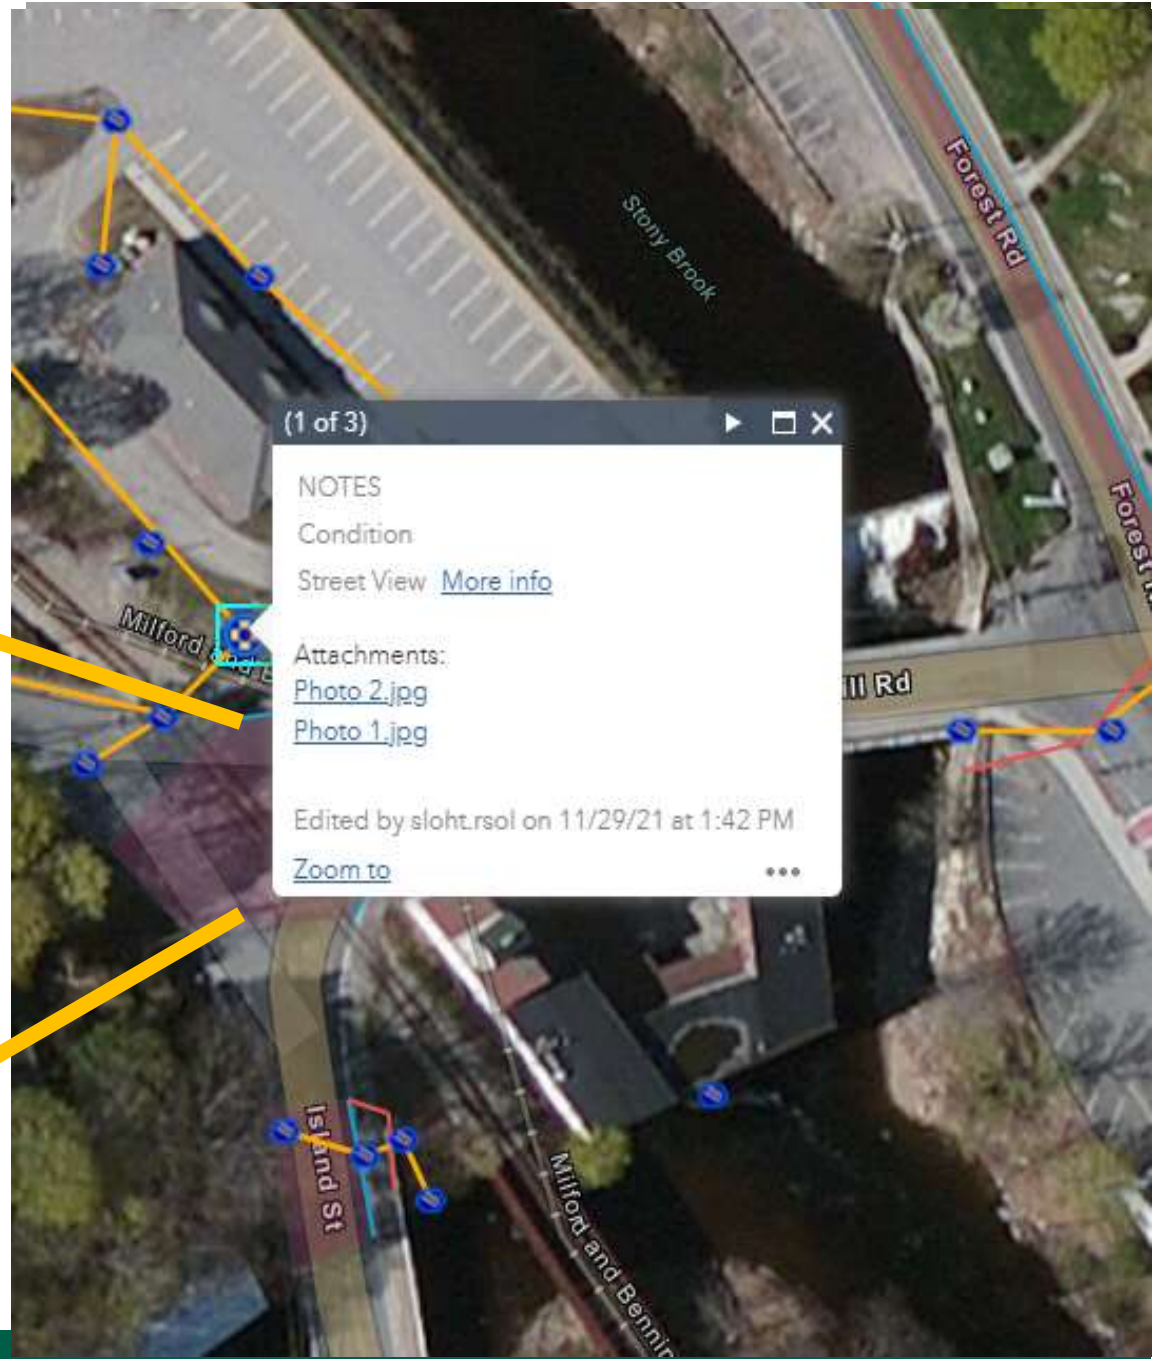 Forest Rd
Stony Brook
(1 of 3)
NOTES
Condition
Street View More info
Attachments:
Photo 2.jpg
Photo 1.jpg
Edited by sloht.rsol on 11/29/21 at 1:42 PM
Zoom to
Forest
Milford and B
ill Rd
Island St
Milford and Bennin